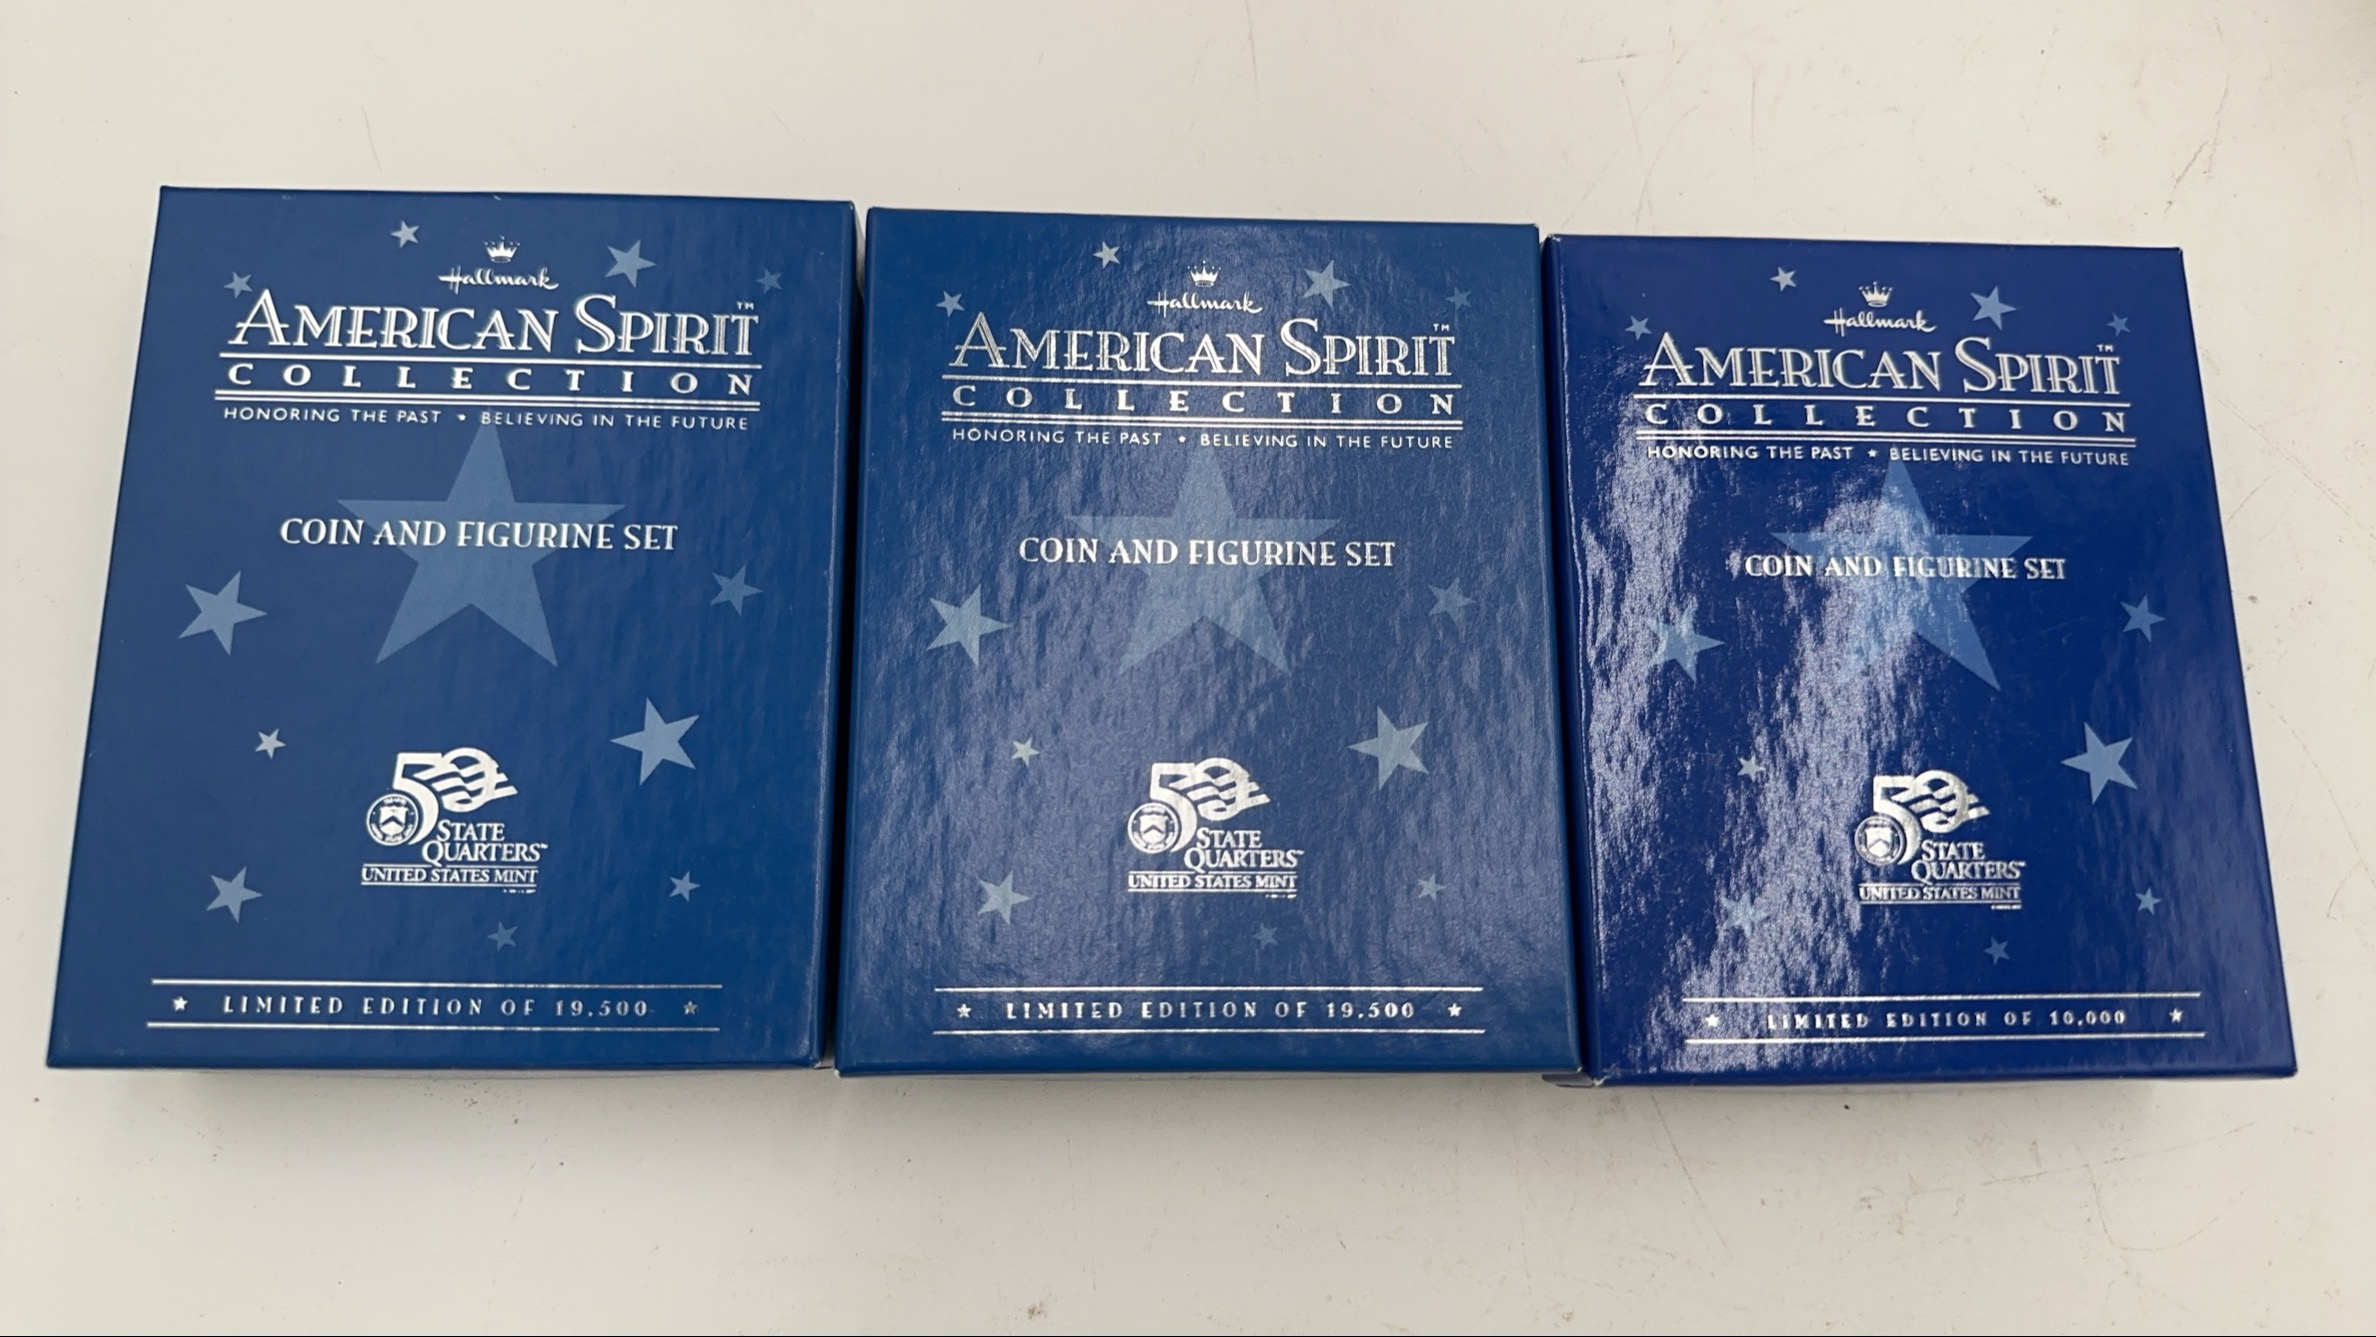 Hallmark
AMERICAN SPIRIT™
COLLECTION
HONORING THE PAST ★ BELIEVING IN THE FUTURE
COIN AND FIGURINE SET
50
STATE
QUARTERS™
UNITED STATES MINT
★ LIMITED EDITION OF 19,500 ★
Hallmark
AMERICAN SPIRIT™
COLLECTION
HONORING THE PAST ★ BELIEVING IN THE FUTURE
COIN AND FIGURINE SET
50
STATE
QUARTERS™
UNITED STATES MINT
★ LIMITED EDITION OF 19,500 ★
Hallmark
AMERICAN SPIRIT™
COLLECTION
HONORING THE PAST ★ BELIEVING IN THE FUTURE
COIN AND FIGURINE SET
50
STATE
QUARTERS™
UNITED STATES MINT
★ LIMITED EDITION OF 10,000 ★